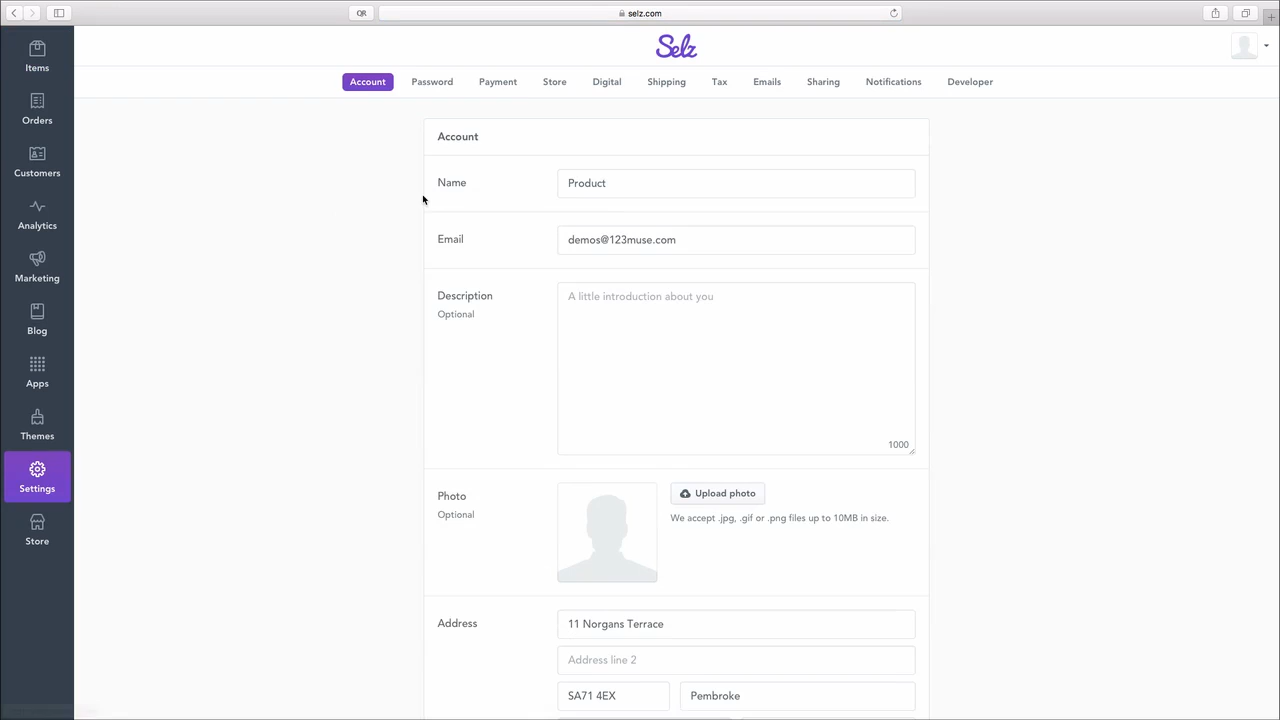 QR
selz.com
Items
Orders
Customers
Analytics
Marketing
Blog
Apps
Themes
Settings
Store
Selz
Account Password Payment Store Digital Shipping Tax Emails Sharing Notifications Developer
Account
Name
Product
Email
demos@123muse.com
Description
Optional
A little introduction about you
1000
Photo
Optional
Upload photo
We accept .jpg, .gif or .png files up to 10MB in size.
Address
11 Norgans Terrace
Address line 2
SA71 4EX
Pembroke